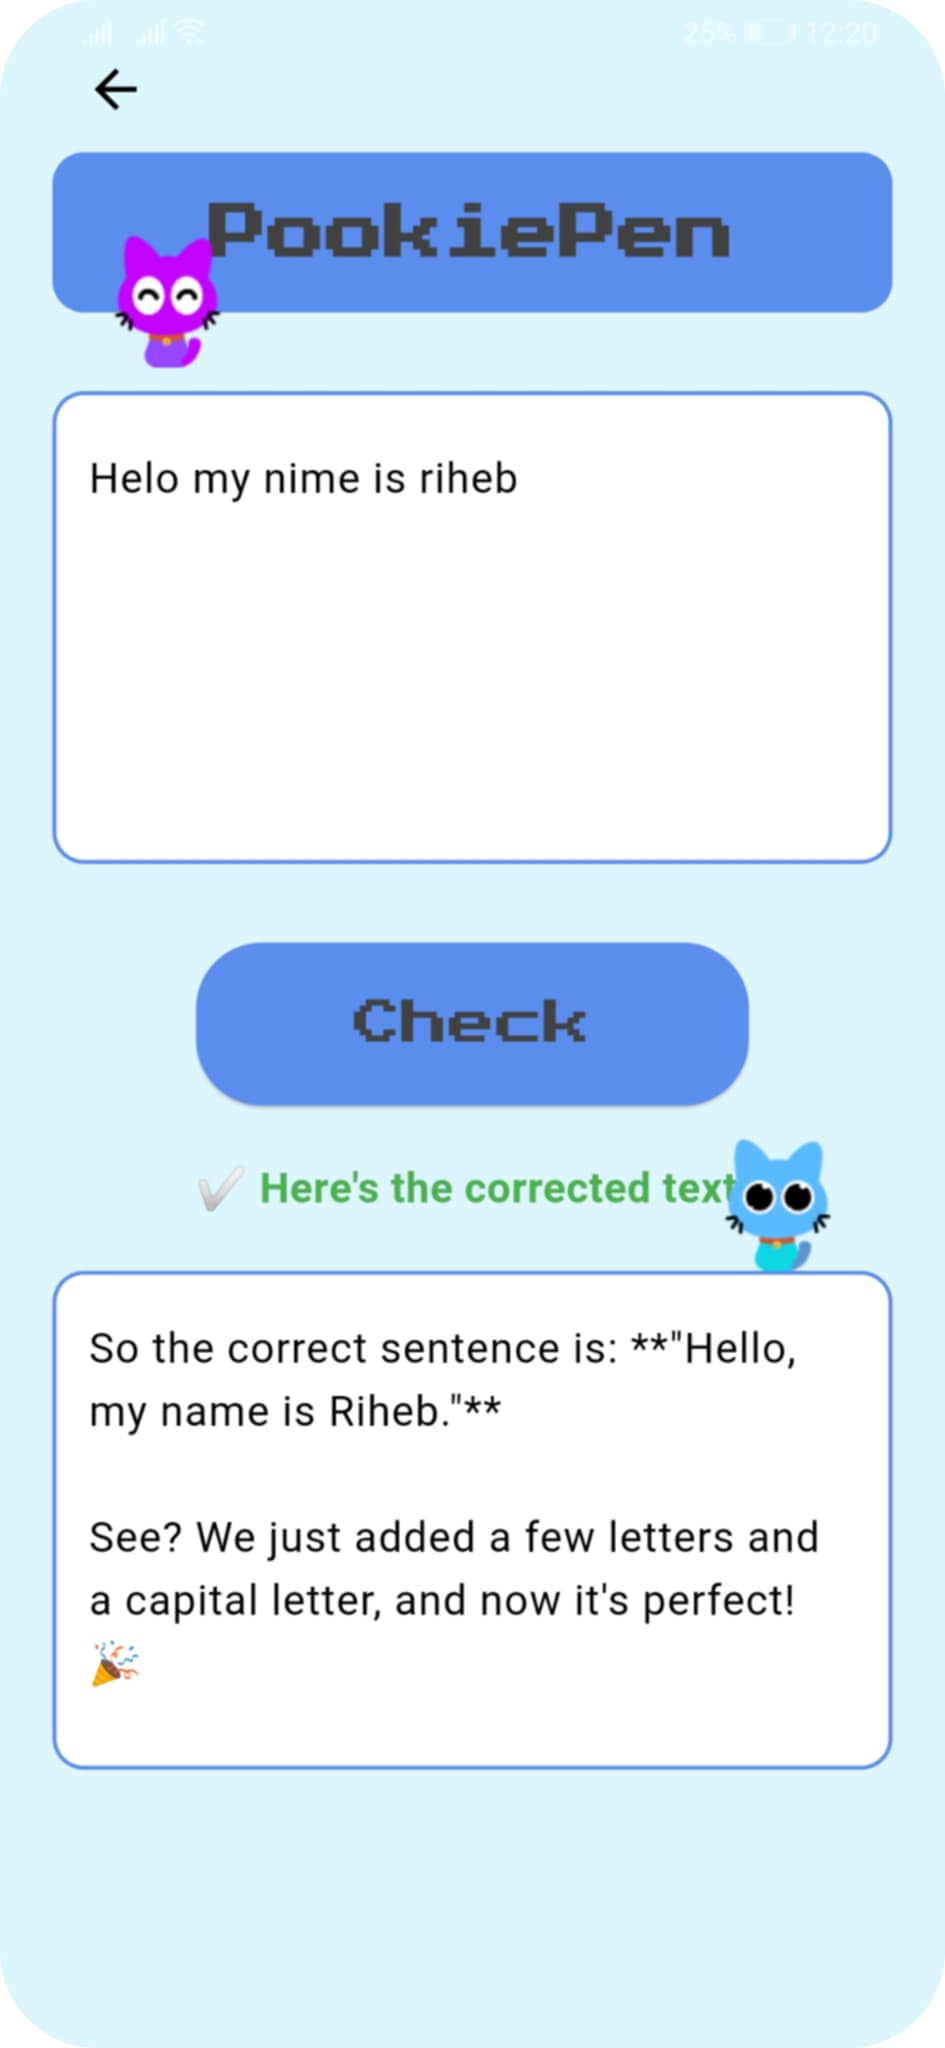 25% 12:20
PookiePen
Helo my nime is riheb
Check
✔️ Here's the corrected text
So the correct sentence is: **"Hello,
my name is Riheb."**
See? We just added a few letters and
a capital letter, and now it's perfect!
🎉